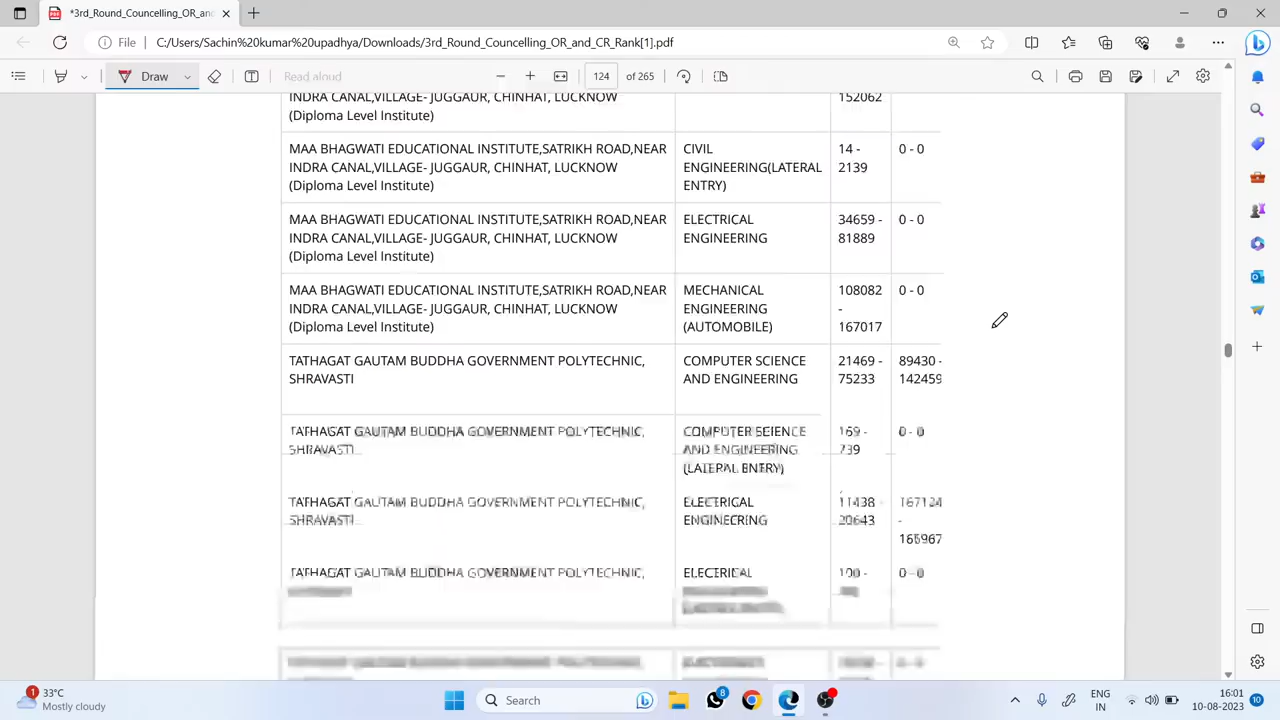 *3rd_Round_Councelling_OR_an
File C:/Users/Sachin%20kumar%20upadhya/Downloads/3rd_Round_Councelling_OR_and_CR_Rank[1].pdf
Draw Read aloud 124 of 265
INDRA CANAL,VILLAGE- JUGGAUR, CHINHAT, LUCKNOW 152062
(Diploma Level Institute)
MAA BHAGWATI EDUCATIONAL INSTITUTE,SATRIKH ROAD,NEAR CIVIL 14 - 0 - 0
INDRA CANAL,VILLAGE- JUGGAUR, CHINHAT, LUCKNOW ENGINEERING(LATERAL 2139
(Diploma Level Institute) ENTRY)
MAA BHAGWATI EDUCATIONAL INSTITUTE,SATRIKH ROAD,NEAR ELECTRICAL 34659 - 0 - 0
INDRA CANAL,VILLAGE- JUGGAUR, CHINHAT, LUCKNOW ENGINEERING 81889
(Diploma Level Institute)
MAA BHAGWATI EDUCATIONAL INSTITUTE,SATRIKH ROAD,NEAR MECHANICAL 108082 0 - 0
INDRA CANAL,VILLAGE- JUGGAUR, CHINHAT, LUCKNOW ENGINEERING -
(Diploma Level Institute) (AUTOMOBILE) 167017
TATHAGAT GAUTAM BUDDHA GOVERNMENT POLYTECHNIC, COMPUTER SCIENCE 21469 - 89430 -
SHRAVASTI AND ENGINEERING 75233 142459
TATHAGAT GAUTAM BUDDHA GOVERNMENT POLYTECHNIC, COMPUTER SCIENCE 169 - 0 - 0
SHRAVASTI AND ENGINEERING
(LATERAL ENTRY)
TATHAGAT GAUTAM BUDDHA GOVERNMENT POLYTECHNIC, ELECTRICAL
SHRAVASTI ENGINEERING -
TATHAGAT GAUTAM BUDDHA GOVERNMENT POLYTECHNIC, ELECTRICAL 100 - 0 - 0
1 33°C
Mostly cloudy
Search
8
ENG
IN
16:01
10-08-2023
10